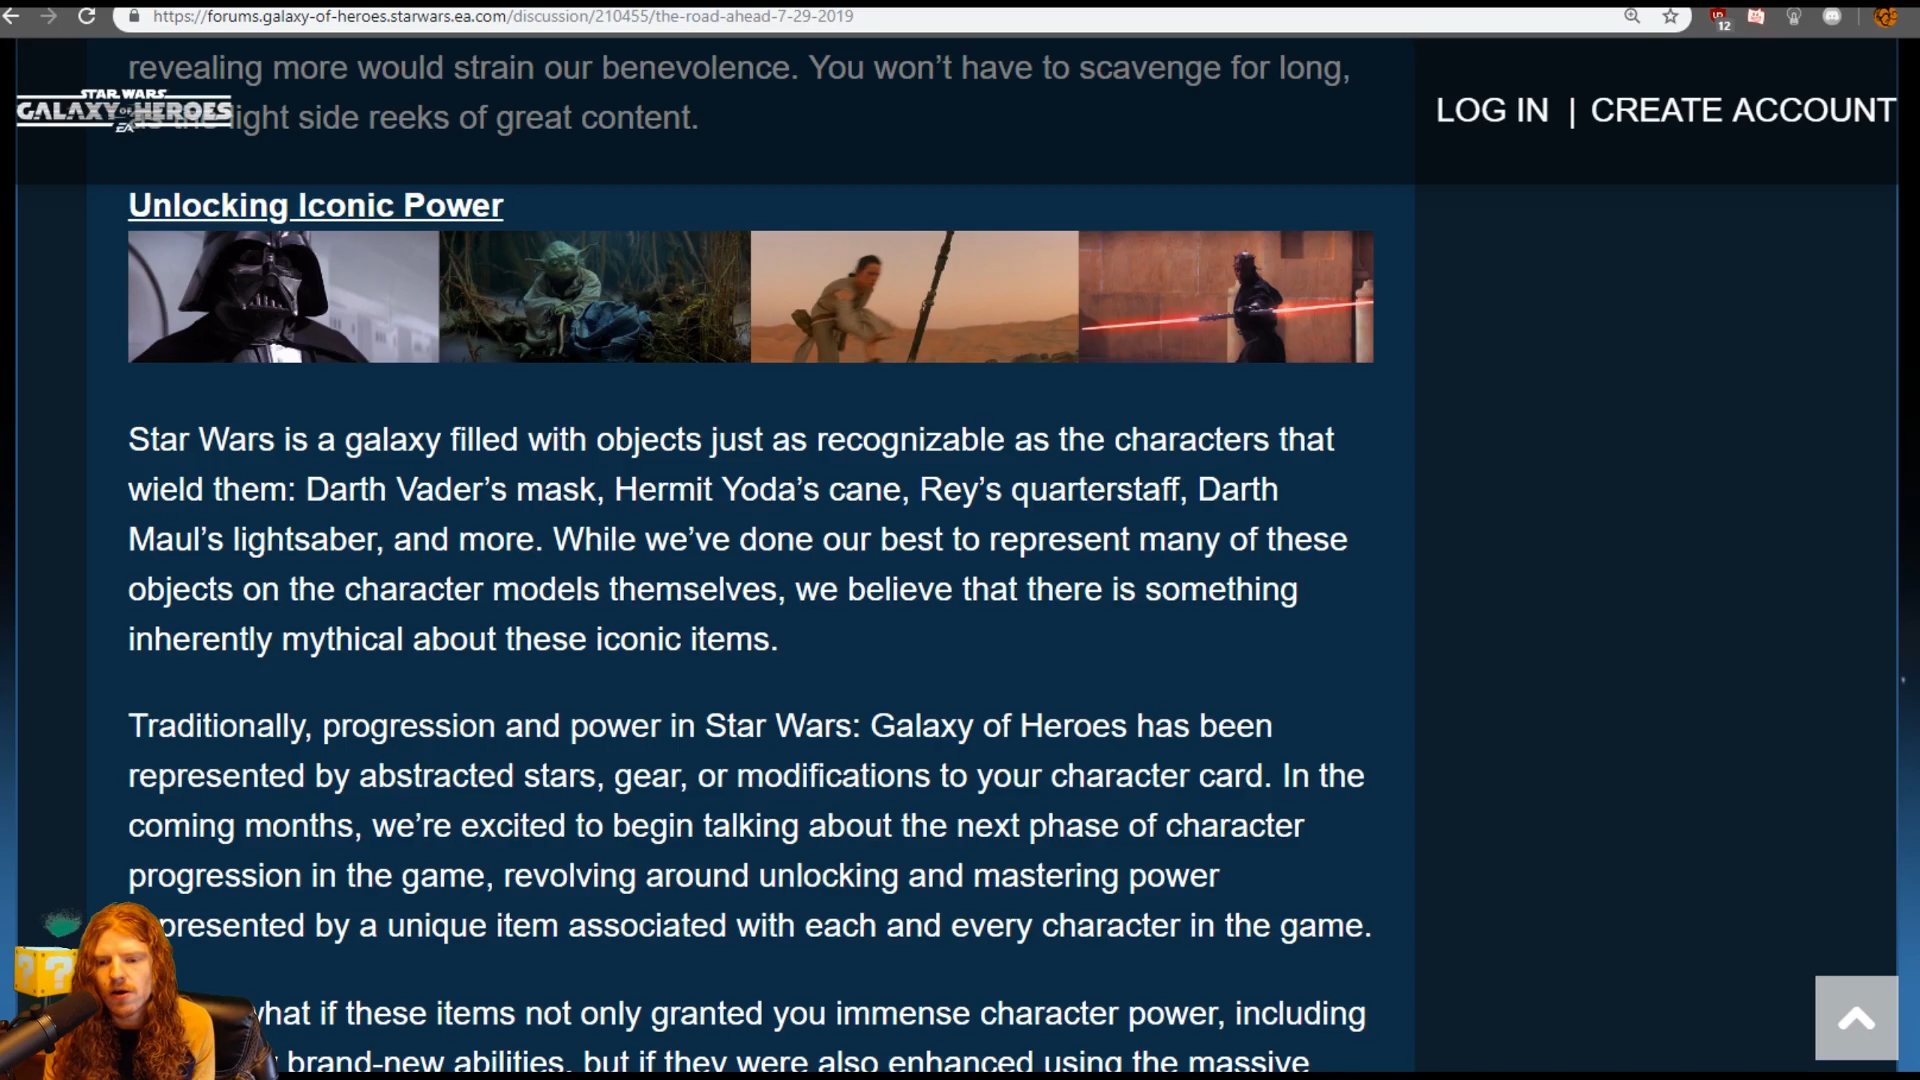 https://forums.galaxy-of-heroes.starwars.ea.com/discussion/210455/the-road-ahead-7-29-2019
12
revealing more would strain our benevolence. You won't have to scavenge for long,
STAR WARS
GALAXY OF HEROES
EA
light side reeks of great content.
LOG IN | CREATE ACCOUNT
Unlocking Iconic Power
Star Wars is a galaxy filled with objects just as recognizable as the characters that
wield them: Darth Vader’s mask, Hermit Yoda’s cane, Rey’s quarterstaff, Darth
Maul’s lightsaber, and more. While we’ve done our best to represent many of these
objects on the character models themselves, we believe that there is something
inherently mythical about these iconic items.
Traditionally, progression and power in Star Wars: Galaxy of Heroes has been
represented by abstracted stars, gear, or modifications to your character card. In the
coming months, we’re excited to begin talking about the next phase of character
progression in the game, revolving around unlocking and mastering power
presented by a unique item associated with each and every character in the game.
what if these items not only granted you immense character power, including
brand-new abilities, but if they were also enhanced using the massive